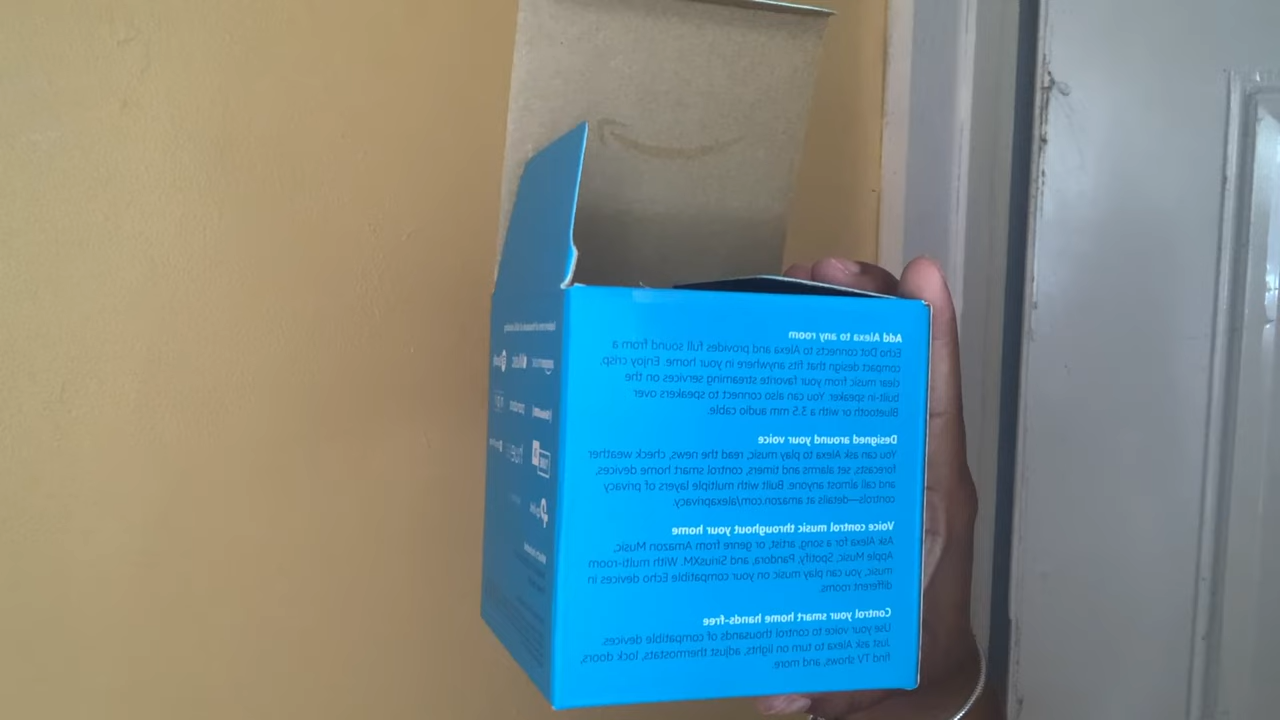 Add Alexa to any room
Echo Dot connects to Alexa and provides full sound from a
compact design that fits anywhere in your home. Enjoy crisp,
clear music from your favorite streaming services on the
built-in speaker. You can also connect to speakers over
Bluetooth or with a 3.5 mm audio cable.
Designed around your voice
You can ask Alexa to play music, read the news, check weather
forecasts, set alarms and timers, control smart home devices,
and call almost anyone. Built with multiple layers of privacy
controls—details at amazon.com/alexaprivacy.
Voice control music throughout your home
Ask Alexa for a song, artist, or genre from Amazon Music,
Apple Music, Spotify, Pandora, and SiriusXM. With multi-room
music, you can play music on your compatible Echo devices in
different rooms.
Control your smart home hands-free
Use your voice to control thousands of compatible devices.
Just ask Alexa to turn on lights, adjust thermostats, lock doors,
find TV shows, and more.
hue